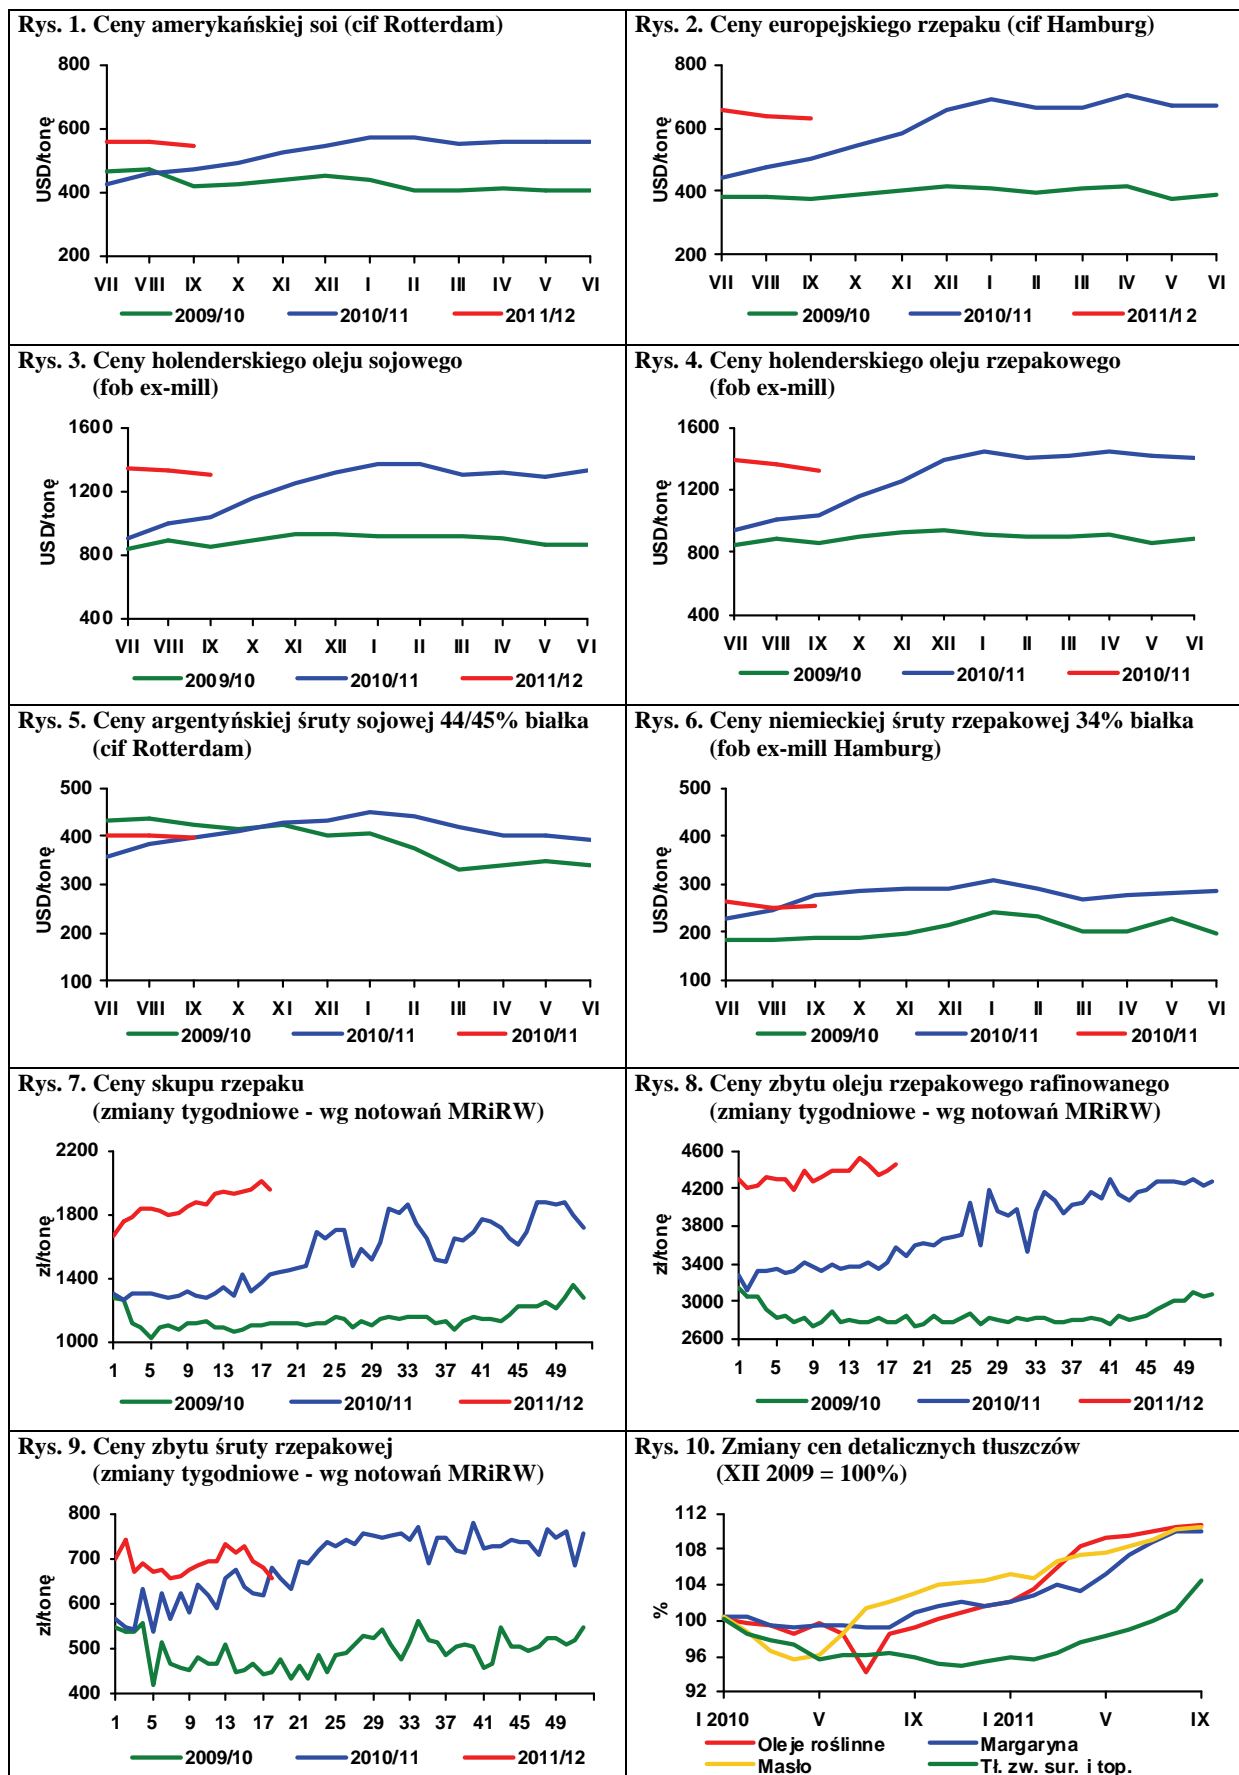 Rys. 1. Ceny amerykańskiej soi (cif Rotterdam)
800
600
400
200
USD/tonę
VII VIII IX X XI XII I II III IV V VI
2009/10 2010/11 2011/12
Rys. 2. Ceny europejskiego rzepaku (cif Hamburg)
800
600
400
200
USD/tonę
VII VIII IX X XI XII I II III IV V VI
2009/10 2010/11 2011/12
Rys. 3. Ceny holenderskiego oleju sojowego
(fob ex-mill)
1600
1200
800
400
USD/tonę
VII VIII IX X XI XII I II III IV V VI
2009/10 2010/11 2011/12
Rys. 4. Ceny holenderskiego oleju rzepakowego
(fob ex-mill)
1600
1200
800
400
USD/tonę
VII VIII IX X XI XII I II III IV V VI
2009/10 2010/11 2010/11
Rys. 5. Ceny argentyńskiej śruty sojowej 44/45% białka
(cif Rotterdam)
500
400
300
200
100
USD/tonę
VII VIII IX X XI XII I II III IV V VI
2009/10 2010/11 2010/11
Rys. 6. Ceny niemieckiej śruty rzepakowej 34% białka
(fob ex-mill Hamburg)
500
400
300
200
100
USD/tonę
VII VIII IX X XI XII I II III IV V VI
2009/10 2010/11 2010/11
Rys. 7. Ceny skupu rzepaku
(zmiany tygodniowe - wg notowań MRiRW)
2200
1800
1400
1000
zł/tonę
1 5 9 13 17 21 25 29 33 37 41 45 49
2009/10 2010/11 2011/12
Rys. 8. Ceny zbytu oleju rzepakowego rafinowanego
(zmiany tygodniowe - wg notowań MRiRW)
4600
4200
3800
3400
3000
2600
zł/tonę
1 5 9 13 17 21 25 29 33 37 41 45 49
2009/10 2010/11 2011/12
Rys. 9. Ceny zbytu śruty rzepakowej
(zmiany tygodniowe - wg notowań MRiRW)
800
700
600
500
400
zł/tonę
1 5 9 13 17 21 25 29 33 37 41 45 49
2009/10 2010/11 2011/12
Rys. 10. Zmiany cen detalicznych tłuszczów
(XII 2009 = 100%)
112
108
104
100
96
92
%
I 2010 V IX I 2011 V IX
Oleje roślinne Margaryna
Masło Tł. zw. sur. i top.